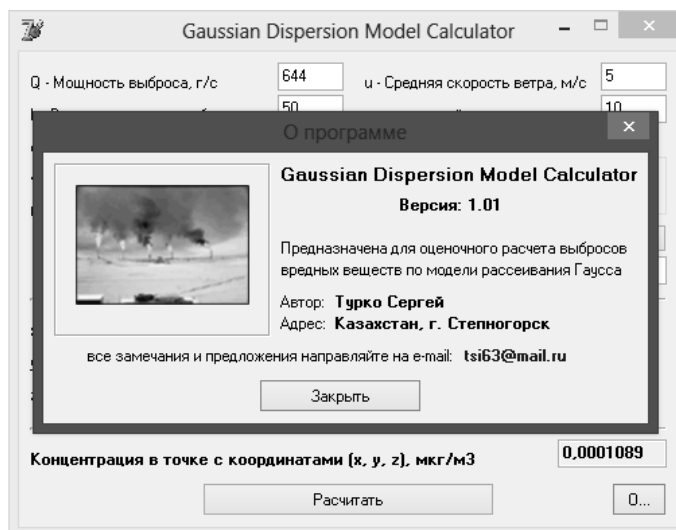 Gaussian Dispersion Model Calculator
Q - Мощность выброса, г/с 644 u - Средняя скорость ветра, м/с 5
50 10
О программе
Gaussian Dispersion Model Calculator
Версия: 1.01
Предназначена для оценочного расчета выбросов
вредных веществ по модели рассеивания Гаусса
Автор: Турко Сергей
Адрес: Казахстан, г. Степногорск
все замечания и предложения направляйте на e-mail: tsi63@mail.ru
Закрыть
Концентрация в точке с координатами (x, y, z), мкг/м3 0,0001089
Расчитать О...